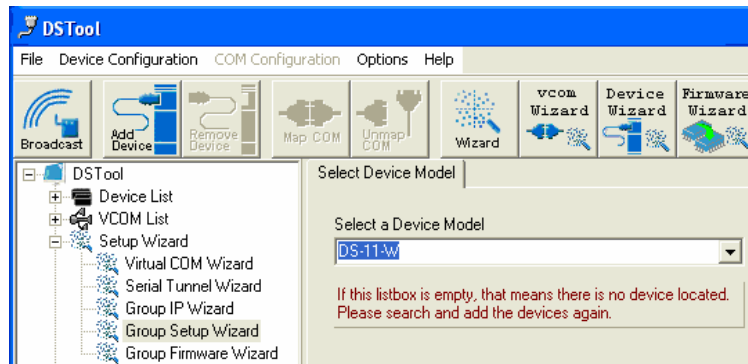 DSTool
File Device Configuration COM Configuration Options Help
Broadcast
Add Device
Remove Device
Map COM
Unmap COM
Wizard
vcom Wizard
Device Wizard
Firmware Wizard
DSTool
Device List
VCOM List
Setup Wizard
Virtual COM Wizard
Serial Tunnel Wizard
Group IP Wizard
Group Setup Wizard
Group Firmware Wizard
Select Device Model
Select a Device Model
DS-11-W
If this listbox is empty, that means there is no device located.
Please search and add the devices again.